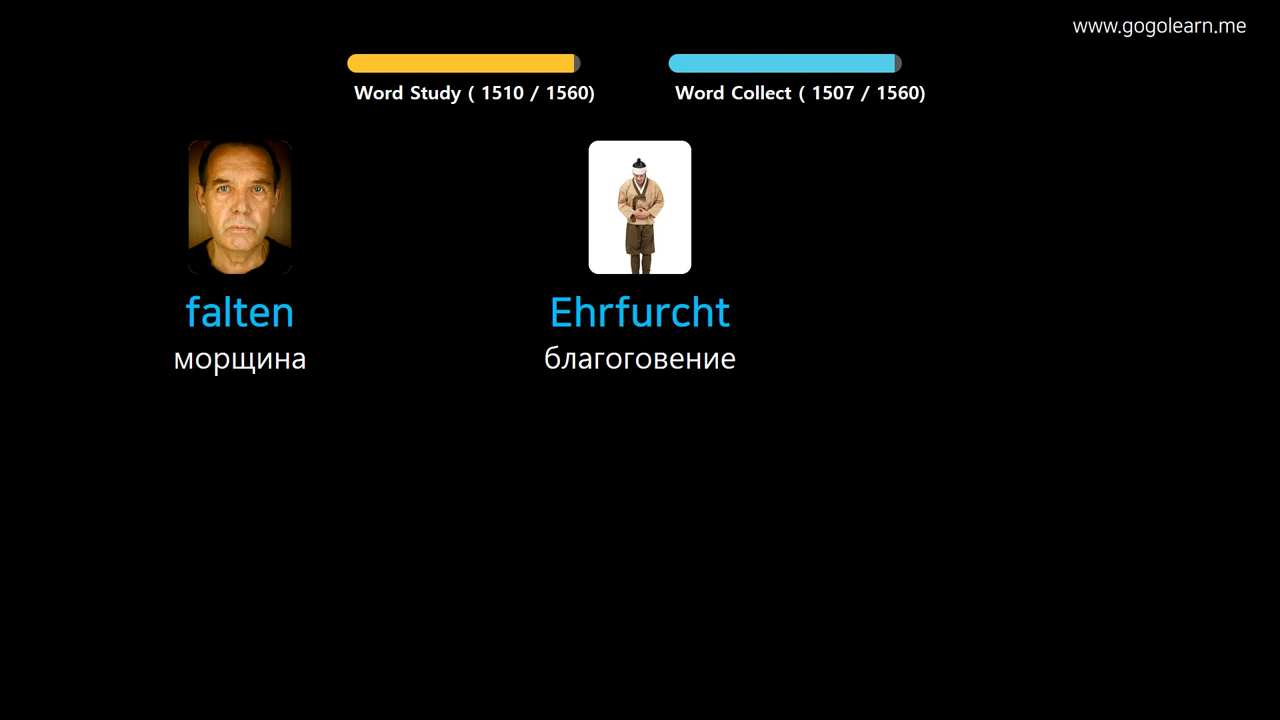 www.gogolearn.me
Word Study ( 1510 / 1560)
Word Collect ( 1507 / 1560)
falten
морщина
Ehrfurcht
благоговение